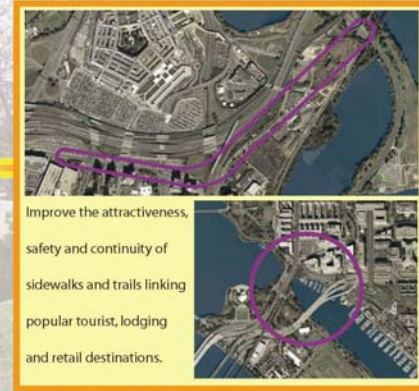 Improve the attractiveness,
safety and continuity of
sidewalks and trails linking
popular tourist, lodging
and retail destinations.